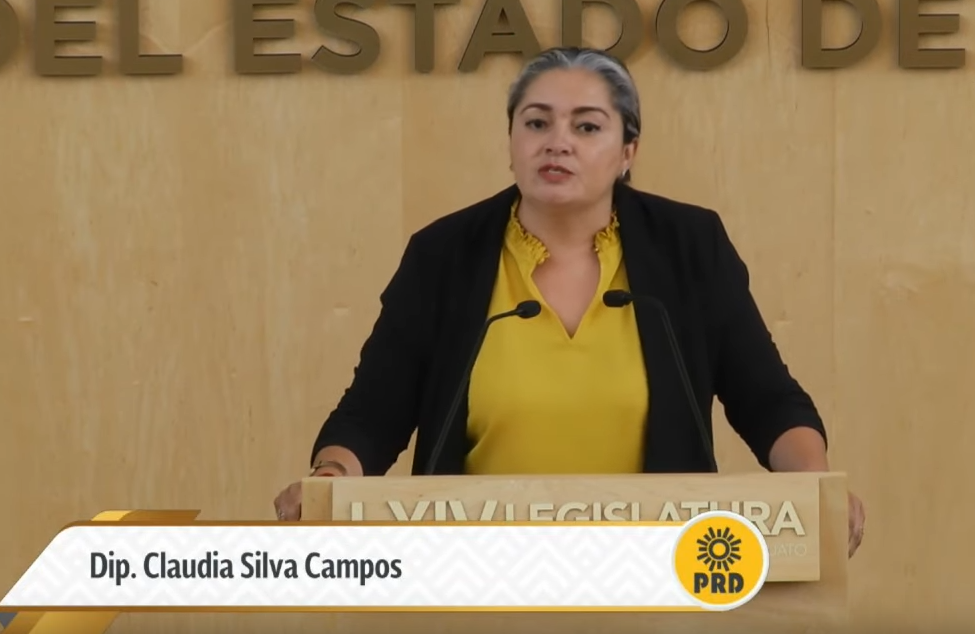 DEL ESTADO DE
LXIV LEGISLATURA
Dip. Claudia Silva Campos
PRD